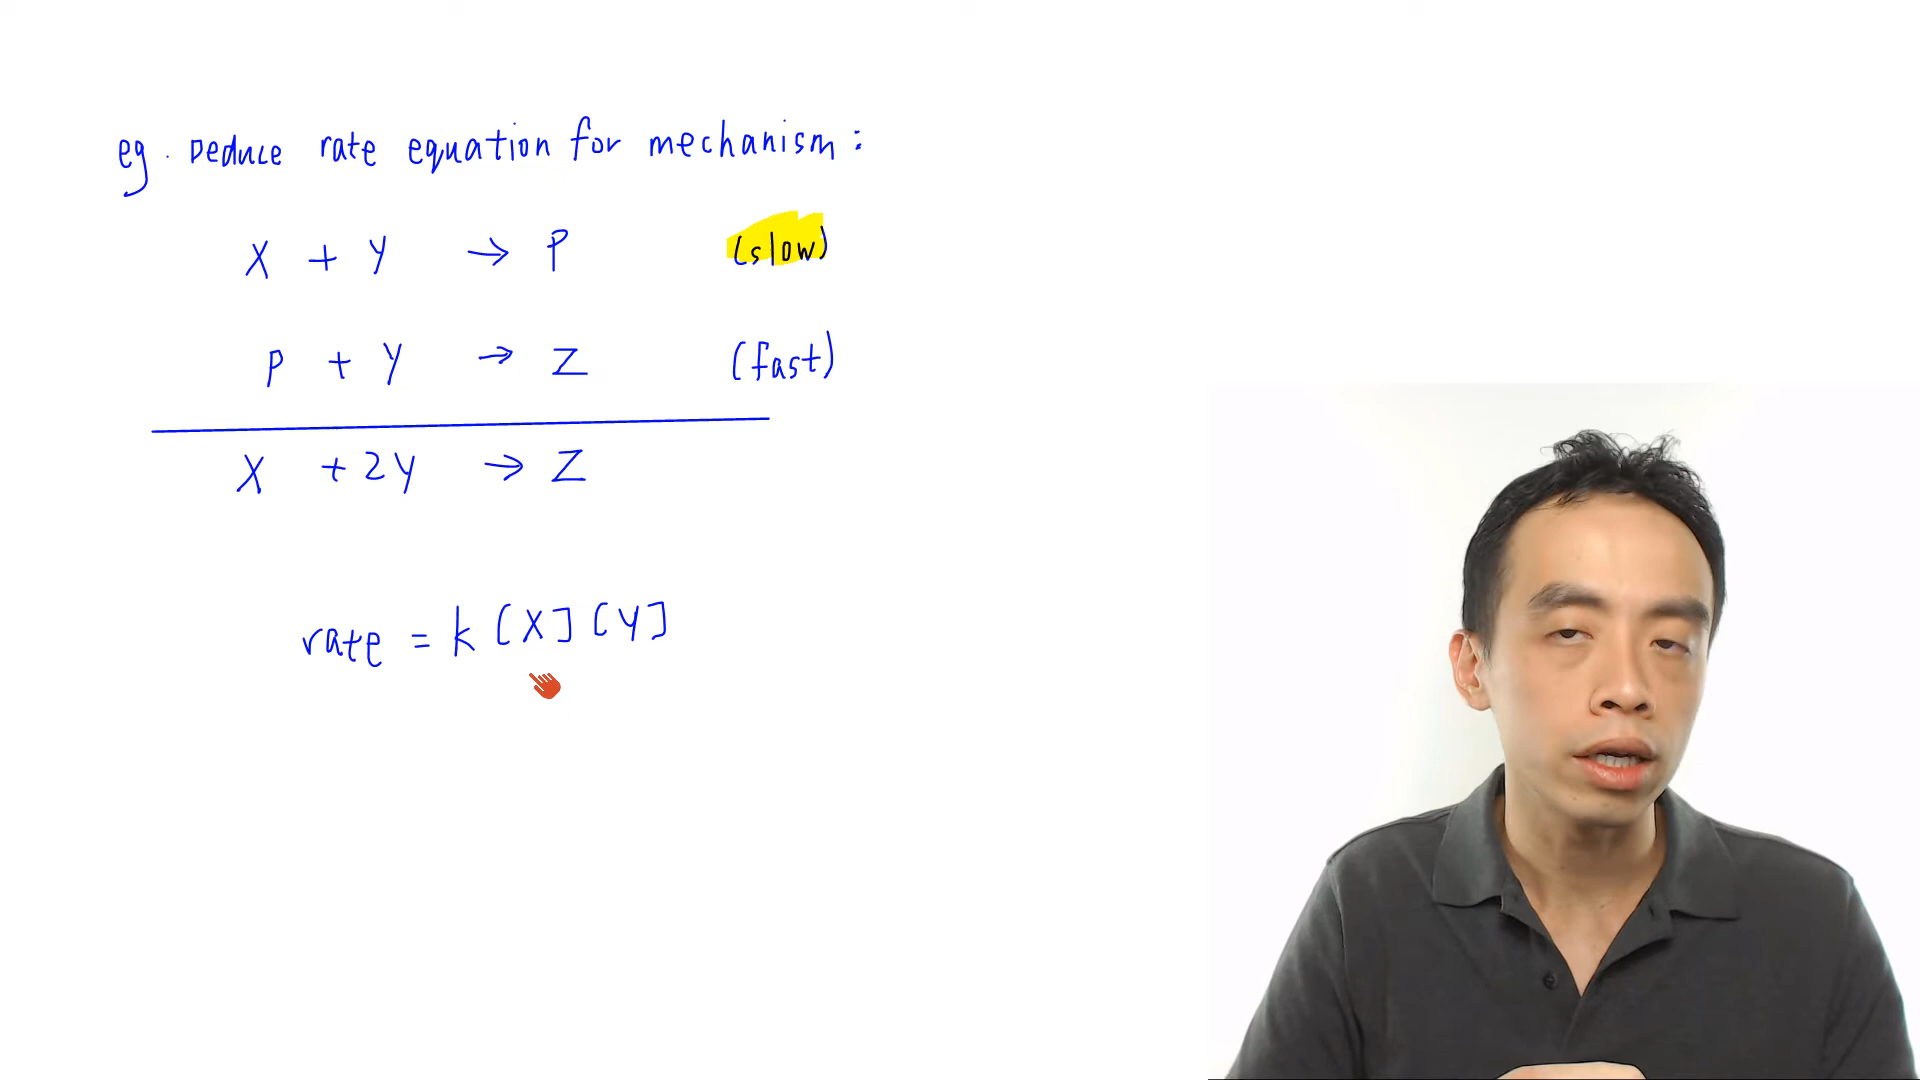 eg. Deduce rate equation for mechanism:
X + Y → P (slow)
P + Y → Z (fast)
X + 2Y → Z
rate = k [X] [Y]